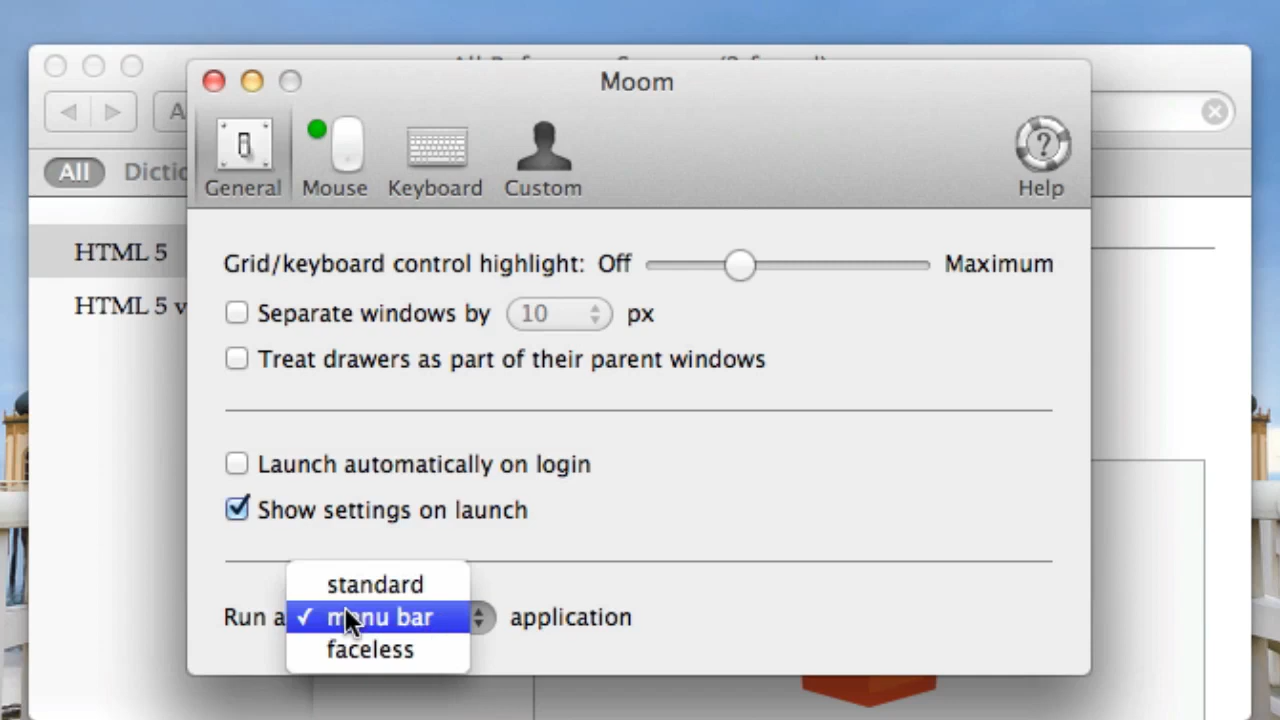 Moom
A
General Mouse Keyboard Custom Help
All
HTML 5
HTML 5 v
Grid/keyboard control highlight: Off Maximum
Separate windows by 10 px
Treat drawers as part of their parent windows
Launch automatically on login
Show settings on launch
standard
Run a ✓ menu bar application
faceless